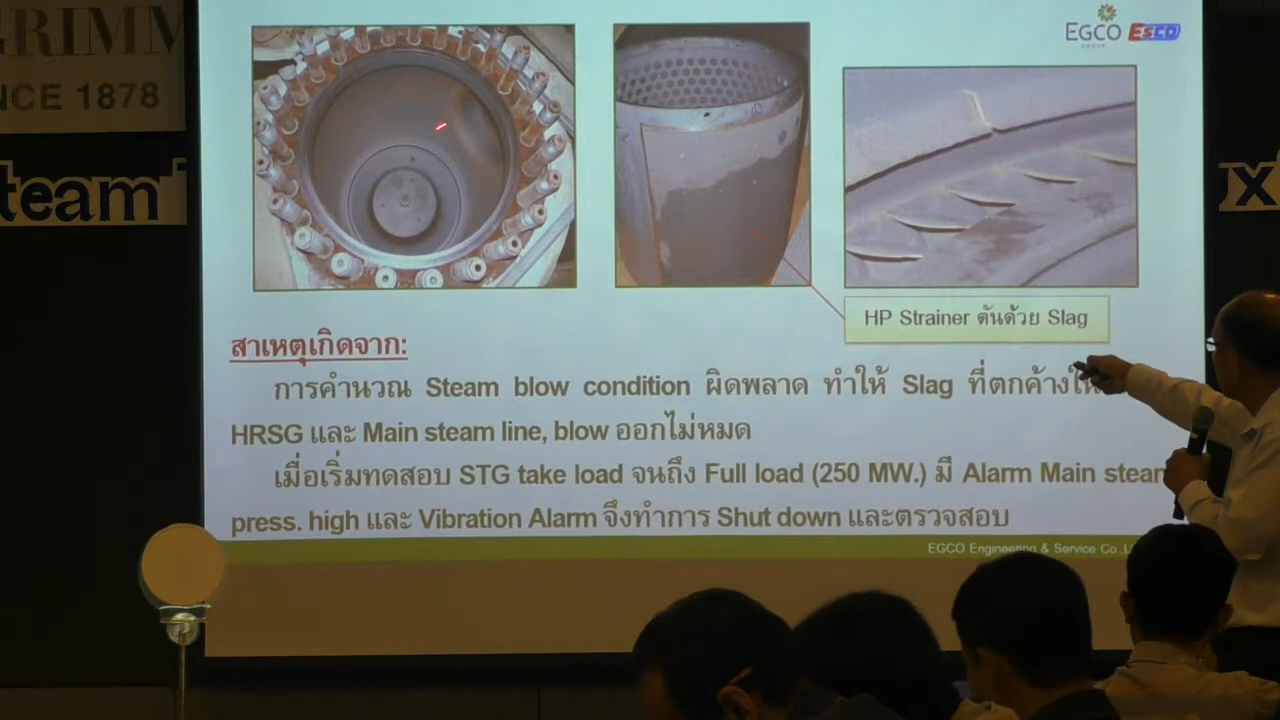 GRIMM
NCE 1878
team
EGCO
GROUP
ESCO
HP Strainer ตันด้วย Slag
สาเหตุเกิดจาก:
การคำนวณ Steam blow condition ผิดพลาด ทำให้ Slag ที่ตกค้างใน
HRSG และ Main steam line, blow ออกไม่หมด
เมื่อเริ่มทดสอบ STG take load จนถึง Full load (250 MW.) มี Alarm Main steam
press. high และ Vibration Alarm จึงทำการ Shut down และตรวจสอบ
EGCO Engineering & Service Co.,L
x